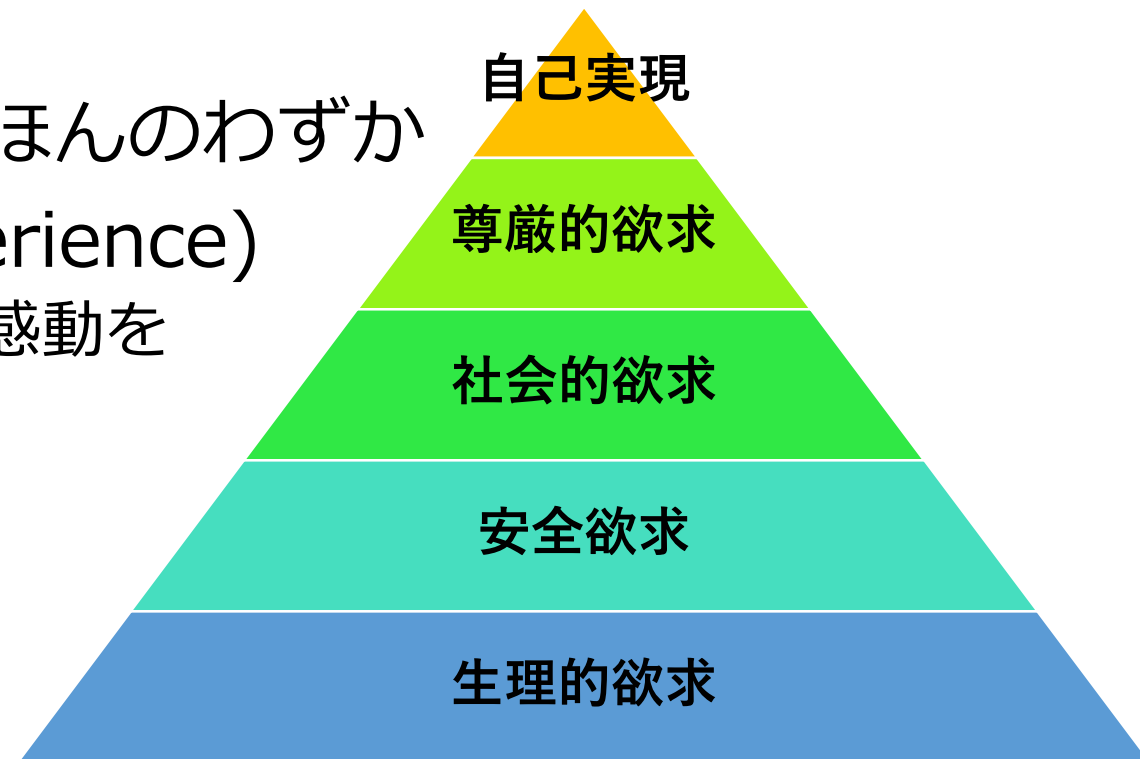 自己実現
ほんのわずか
尊厳的欲求
erience)
感動を
社会的欲求
安全欲求
生理的欲求